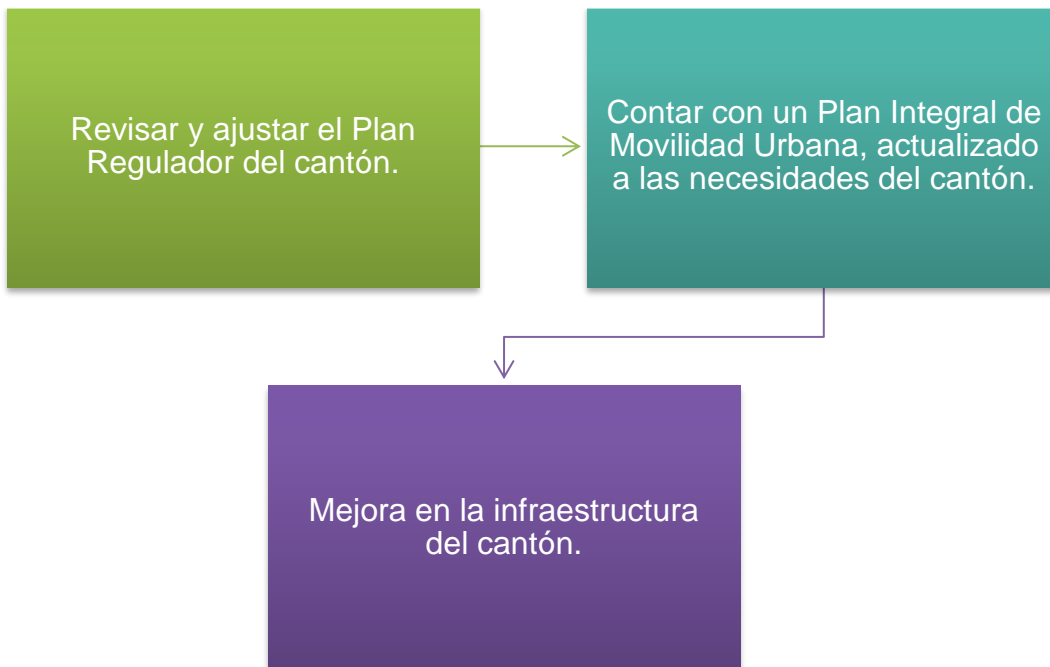 Revisar y ajustar el Plan
Regulador del cantón.
Contar con un Plan Integral de
Movilidad Urbana, actualizado
a las necesidades del cantón.
Mejora en la infraestructura
del cantón.